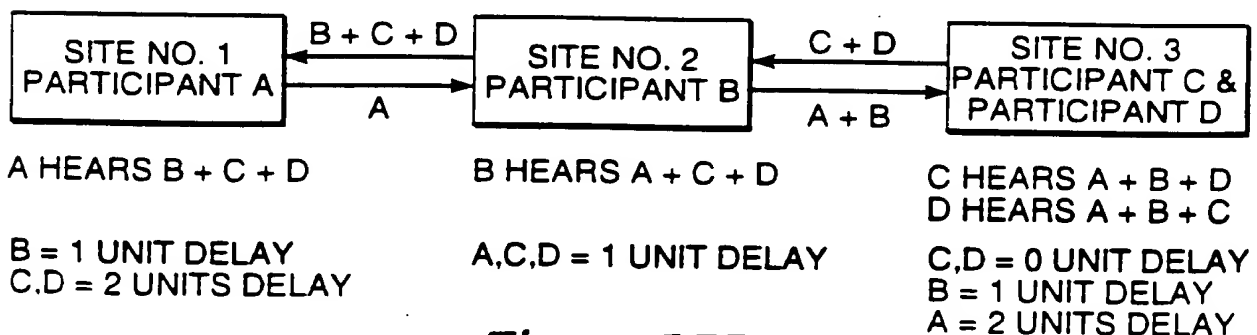 SITE NO. 1
PARTICIPANT A
B + C + D
A
SITE NO. 2
PARTICIPANT B
C + D
A + B
SITE NO. 3
PARTICIPANT C &
PARTICIPANT D
A HEARS B + C + D
B = 1 UNIT DELAY
C,D = 2 UNITS DELAY
B HEARS A + C + D
A,C,D = 1 UNIT DELAY
C HEARS A + B + D
D HEARS A + B + C
C,D = 0 UNIT DELAY
B = 1 UNIT DELAY
A = 2 UNITS DELAY